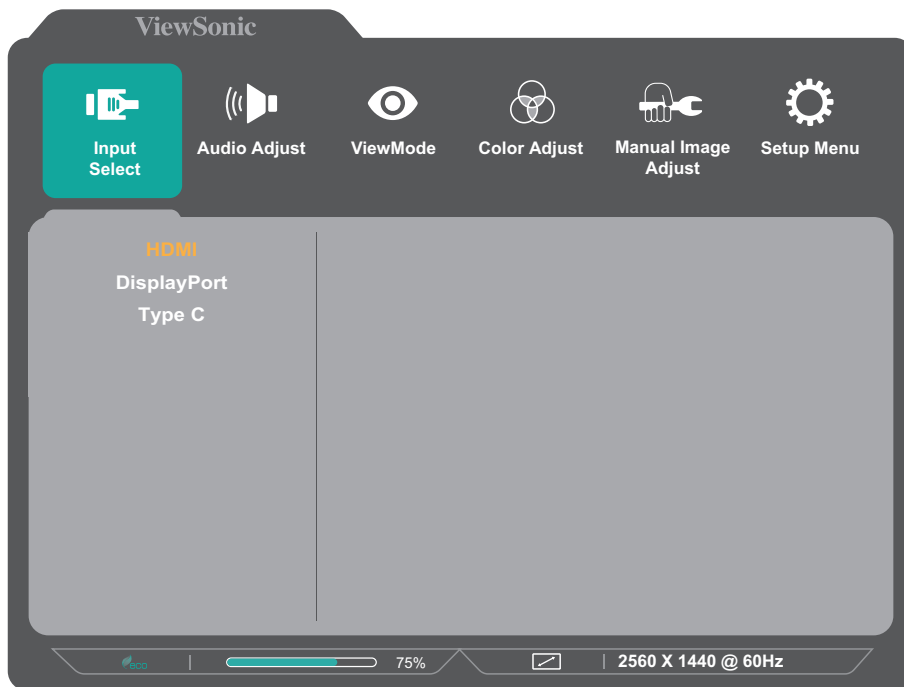 ViewSonic
Input
Select
Audio Adjust
ViewMode
Color Adjust
Manual Image
Adjust
Setup Menu
HDMI
DisplayPort
Type C
eco
75%
2560 X 1440 @ 60Hz